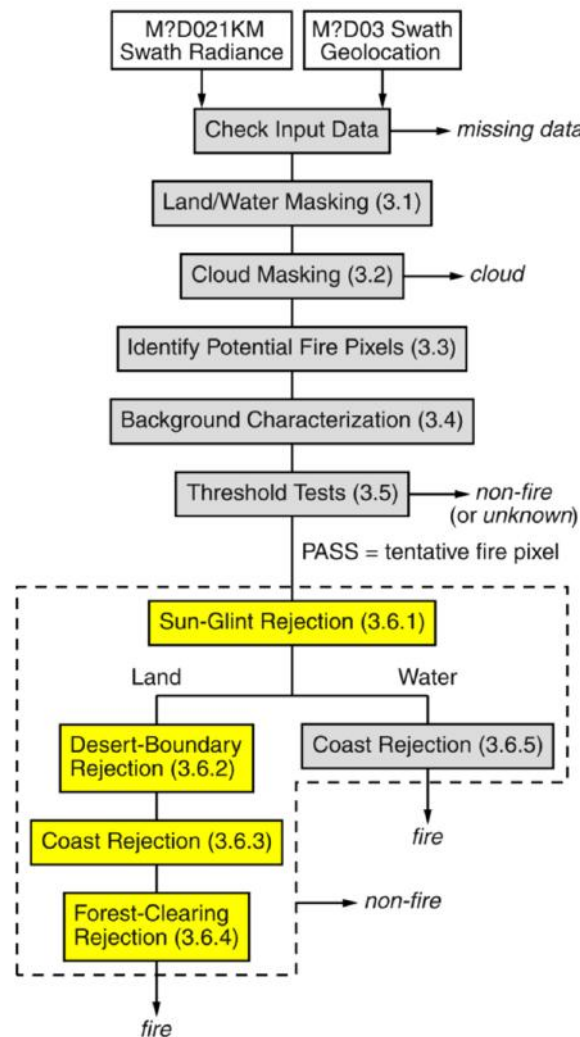 M?D021KM
Swath Radiance
M?D03 Swath
Geolocation
Check Input Data
missing data
Land/Water Masking (3.1)
Cloud Masking (3.2)
cloud
Identify Potential Fire Pixels (3.3)
Background Characterization (3.4)
Threshold Tests (3.5)
non-fire
(or unknown)
PASS = tentative fire pixel
Sun-Glint Rejection (3.6.1)
Land
Water
Desert-Boundary
Rejection (3.6.2)
Coast Rejection (3.6.5)
Coast Rejection (3.6.3)
fire
Forest-Clearing
Rejection (3.6.4)
non-fire
fire